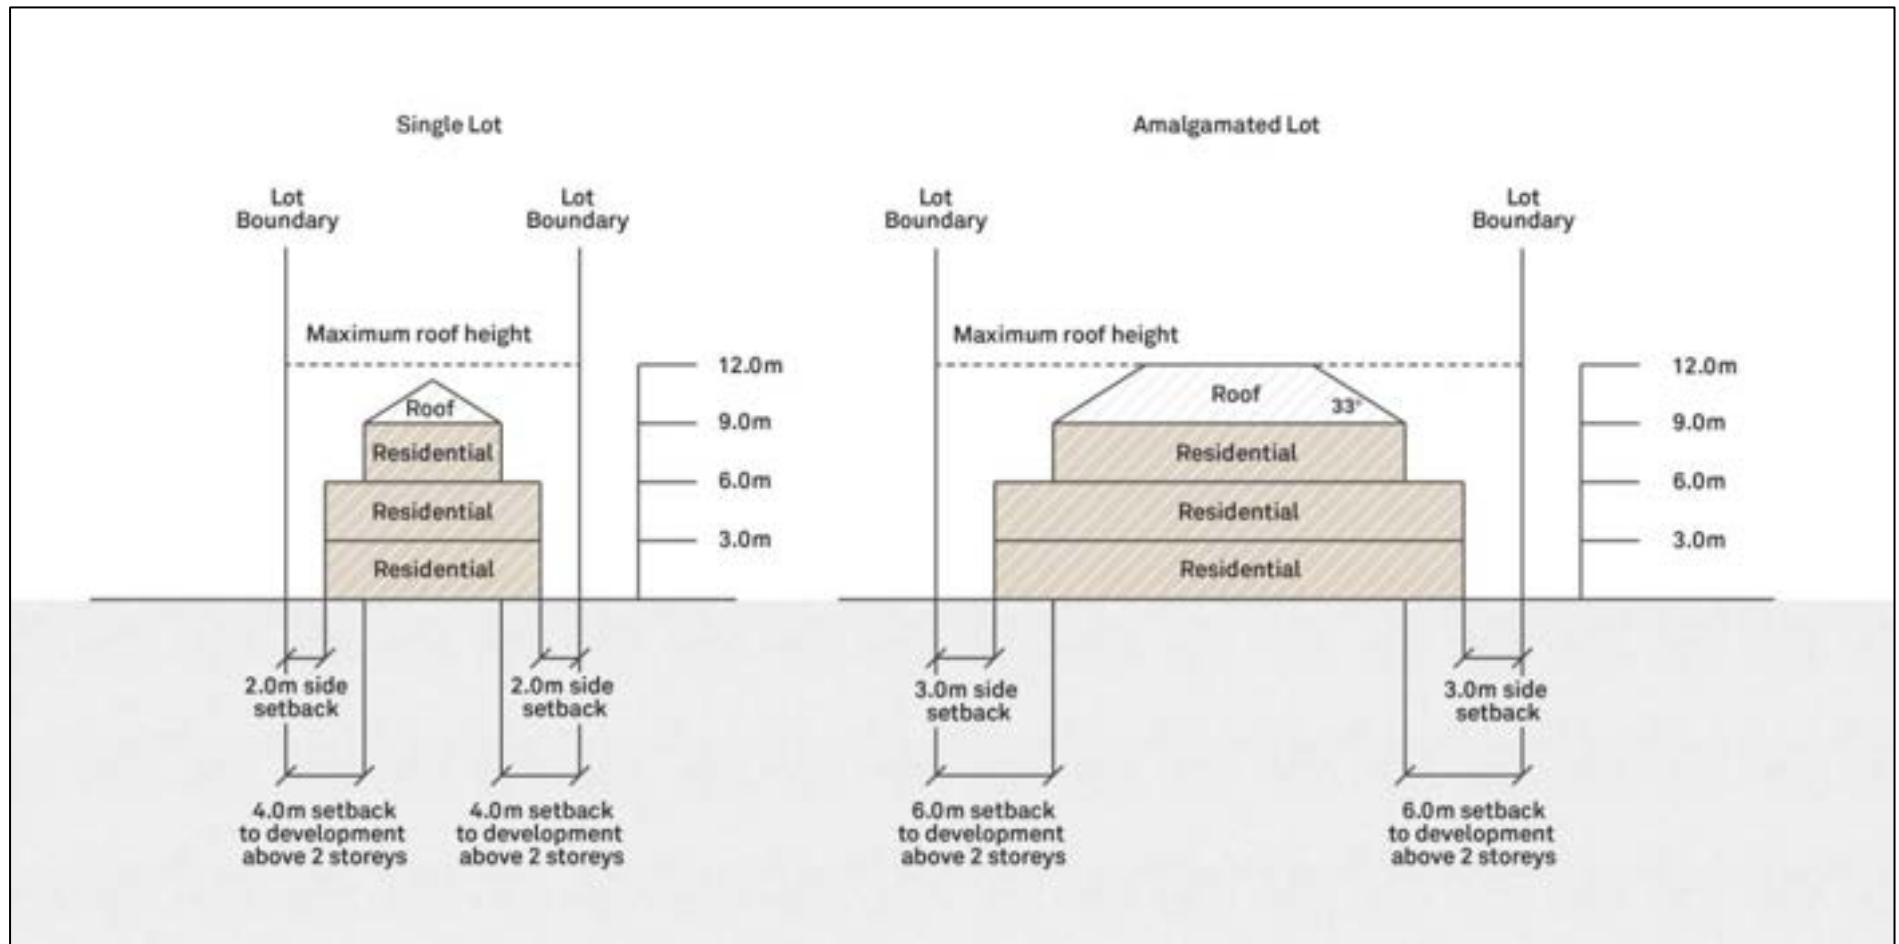 Single Lot
Amalgamated Lot
Lot
Boundary
Lot
Boundary
Lot
Boundary
Lot
Boundary
Maximum roof height
Maximum roof height
12.0m
12.0m
Roof
Roof
33°
9.0m
9.0m
Residential
Residential
6.0m
6.0m
Residential
Residential
3.0m
3.0m
Residential
Residential
2.0m side
setback
2.0m side
setback
3.0m side
setback
3.0m side
setback
4.0m setback
to development
above 2 storeys
4.0m setback
to development
above 2 storeys
6.0m setback
to development
above 2 storeys
6.0m setback
to development
above 2 storeys